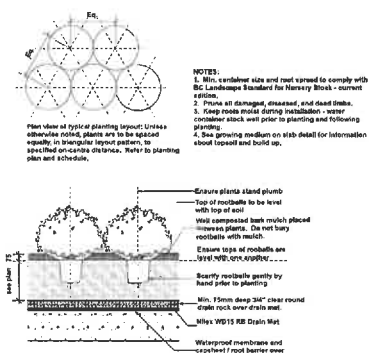 Eq.
Eq.
Plan view of typical planting layout: Unless
otherwise noted, plants are to be spaced
equally, in triangular layout pattern, to
specified on-centre distance. Refer to planting
plan and schedule.
NOTES:
1. Min. container size and root spread to comply with
BC Landscape Standard for Nursery Stock - current
edition.
2. Prune all damaged, diseased, and dead limbs.
3. Keep roots moist during installation - water
container stock well prior to planting and following
planting.
4. See growing medium on slab detail for information
about topsoil and build up.
Ensure plants stand plumb
Top of rootballs to be level
with top of soil
Well composted bark mulch placed
between plants. Do not bury
rootballs with mulch.
Ensure tops of rootballs are
level with one another
Scarify rootballs gently by
hand prior to planting
Min. 75mm deep 3/4" clear round
drain rock over drain mat.
Nilex WD15 RB Drain Mat
Waterproof membrane and
capsheet / root barrier over
75
see plan